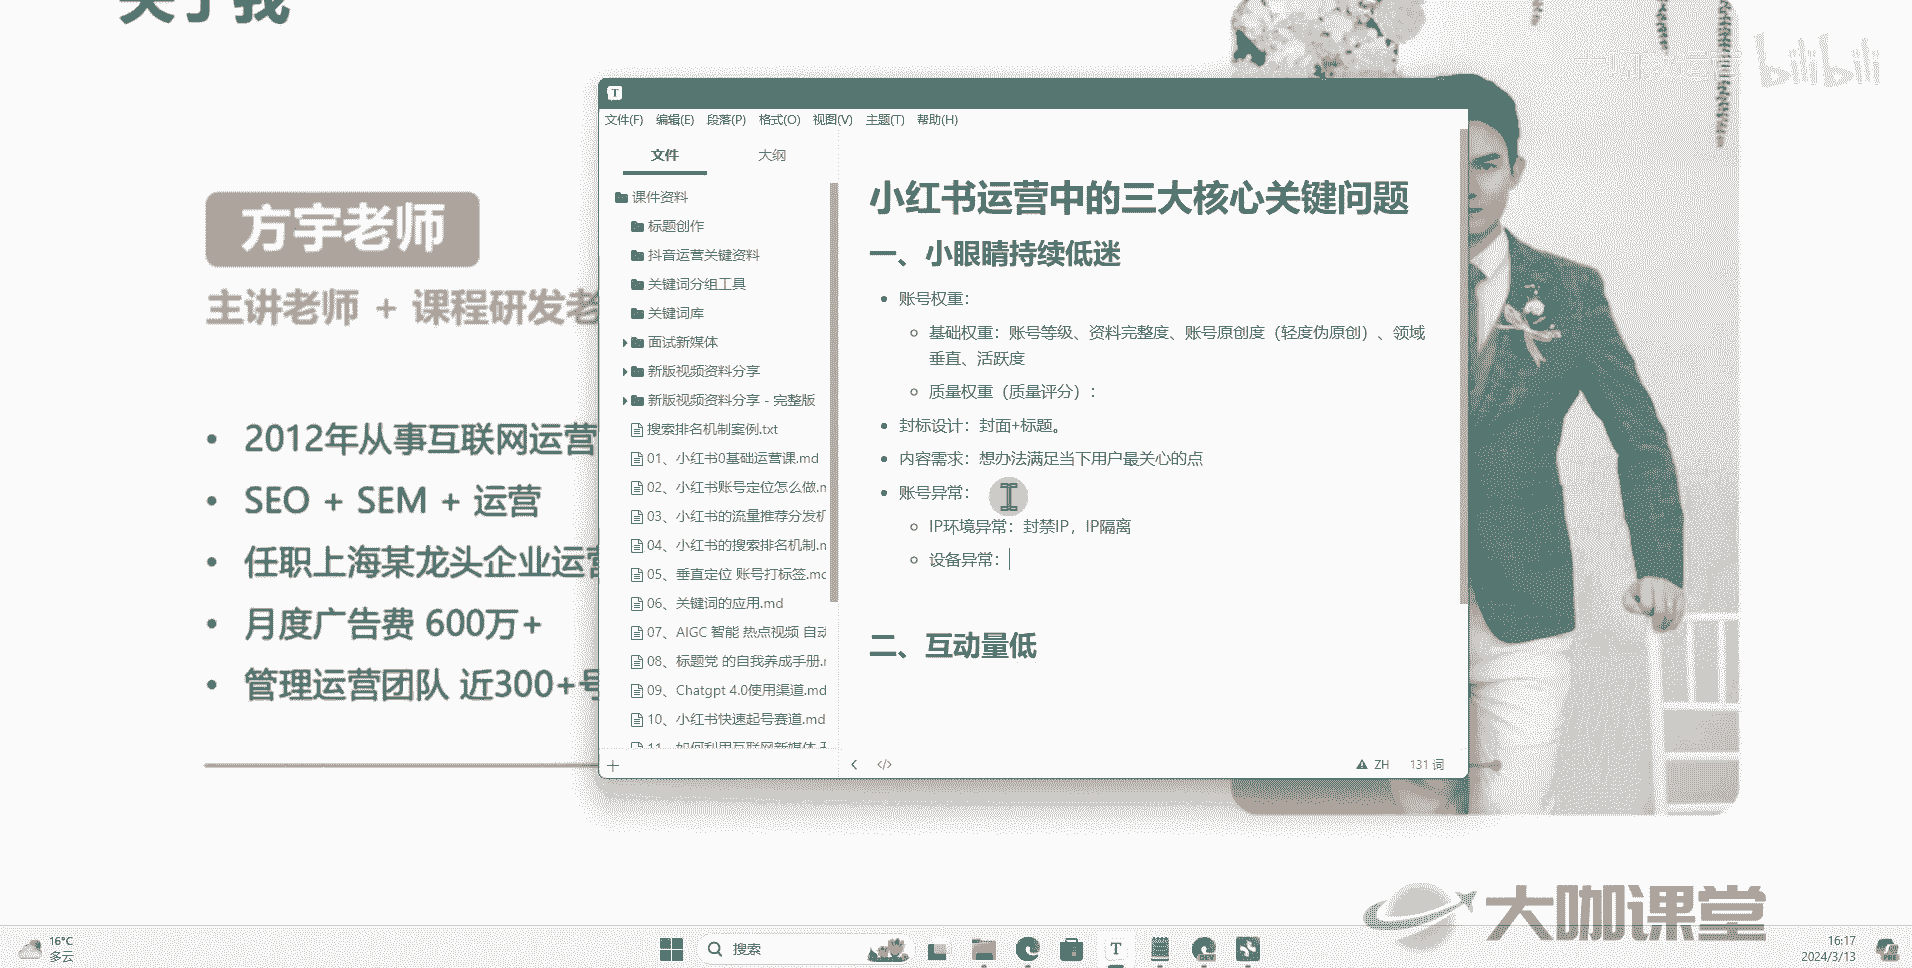 关于我
bilibili
方宇老师
主讲老师 + 课程研发老
2012年从事互联网运营
SEO + SEM + 运营
任职上海某龙头企业运营
月度广告费 600万+
管理运营团队 近300+号
T
文件(F) 编辑(E) 段落(P) 格式(O) 视图(V) 主题(T) 帮助(H)
文件 大纲
课件资料
标题创作
抖音运营关键资料
关键词分组工具
关键词库
面试新媒体
新版视频资料分享
新版视频资料分享 - 完整版
搜索排名机制案例.txt
01、小红书0基础运营课.md
02、小红书账号定位怎么做.m
03、小红书的流量推荐分发机
04、小红书的搜索排名机制.m
05、垂直定位 账号打标签.mc
06、关键词的应用.md
07、AIGC 智能 热点视频 自动
08、标题党 的自我养成手册.r
09、Chatgpt 4.0使用渠道.md
10、小红书快速起号赛道.md
11、如何利用互联网新媒体
小红书运营中的三大核心关键问题
一、小眼睛持续低迷
账号权重：
基础权重：账号等级、资料完整度、账号原创度（轻度伪原创）、领域
垂直、活跃度
质量权重（质量评分）：
封标设计：封面+标题。
内容需求：想办法满足当下用户最关心的点
账号异常：
IP环境异常：封禁IP，IP隔离
设备异常：
二、互动量低
ZH 131 词
大咖课堂
16°C
多云
搜索
T
DEV
16:17
2024/3/13
PRE